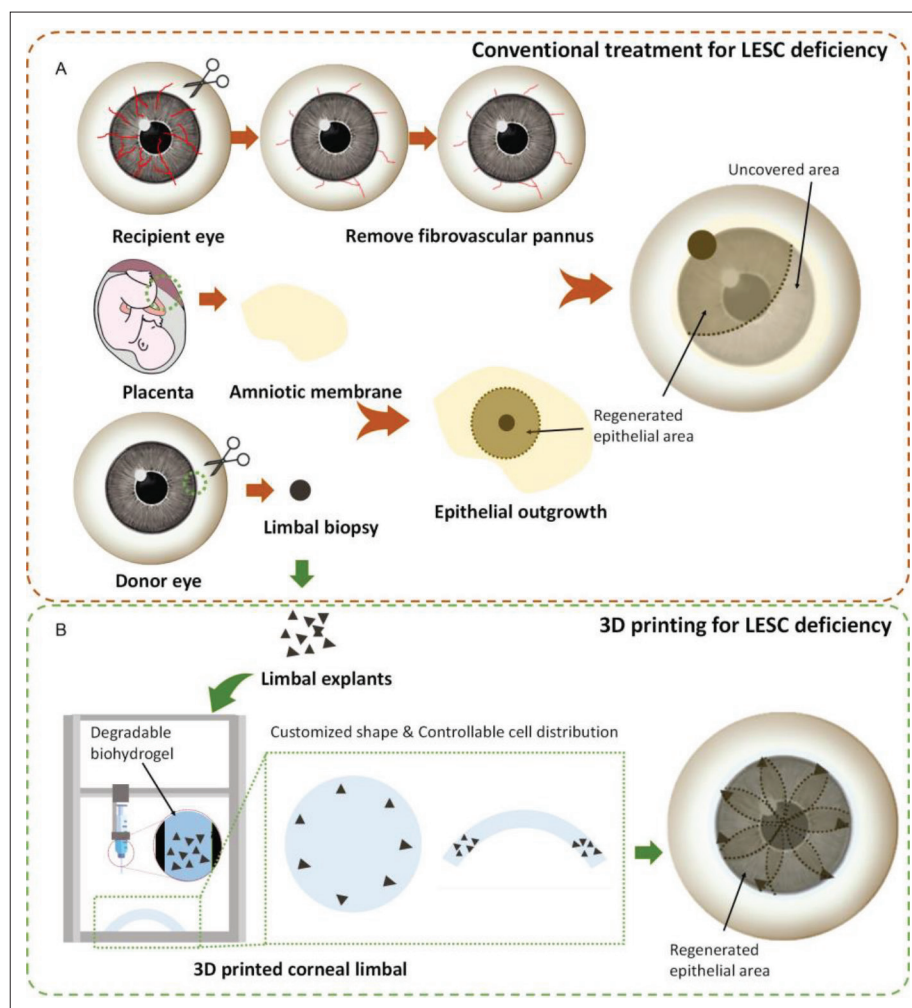 Conventional treatment for LESC deficiency
A
Uncovered area
Recipient eye
Remove fibrovascular pannus
Placenta
Amniotic membrane
Regenerated
epithelial area
Epithelial outgrowth
Limbal biopsy
Donor eye
B
3D printing for LESC deficiency
Limbal explants
Degradable
biohydrogel
Customized shape & Controllable cell distribution
Regenerated
epithelial area
3D printed corneal limbal